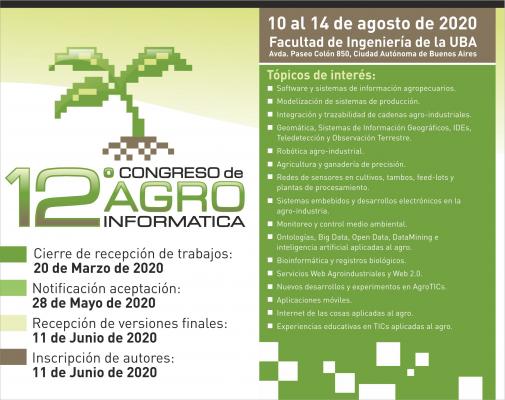 12° CONGRESO de
AGRO
INFORMATICA
Cierre de recepción de trabajos:
20 de Marzo de 2020
Notificación aceptación:
28 de Mayo de 2020
Recepción de versiones finales:
11 de Junio de 2020
Inscripción de autores:
11 de Junio de 2020
10 al 14 de agosto de 2020
Facultad de Ingeniería de la UBA
Avda. Paseo Colón 850, Ciudad Autónoma de Buenos Aires
Tópicos de interés:
Software y sistemas de información agropecuarios.
Modelización de sistemas de producción.
Integración y trazabilidad de cadenas agro-industriales.
Geomática, Sistemas de Información Geográficos, IDEs,
Teledetección y Observación Terrestre.
Robótica agro-industrial.
Agricultura y ganadería de precisión.
Redes de sensores en cultivos, tambos, feed-lots y
plantas de procesamiento.
Sistemas embebidos y desarrollos electrónicos en la
agro-industria.
Monitoreo y control medio ambiental.
Ontologías, Big Data, Open Data, DataMining e
inteligencia artificial aplicadas al agro.
Bioinformática y registros biológicos.
Servicios Web Agroindustriales y Web 2.0.
Nuevos desarrollos y experimentos en AgroTICs.
Aplicaciones móviles.
Internet de las cosas aplicadas al agro.
Experiencias educativas en TICs aplicadas al agro.